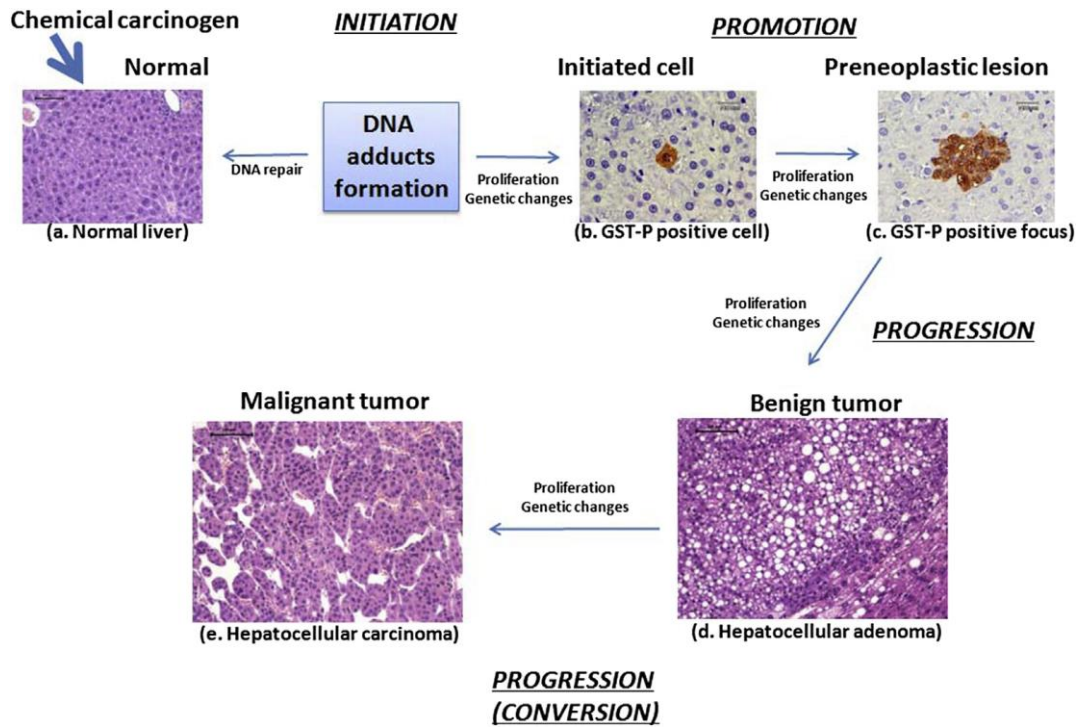 Chemical carcinogen
INITIATION
PROMOTION
Normal
Initiated cell
Preneoplastic lesion
DNA
adducts
formation
DNA repair
Proliferation
Genetic changes
Proliferation
Genetic changes
(a. Normal liver)
(b. GST-P positive cell)
(c. GST-P positive focus)
Proliferation
Genetic changes
PROGRESSION
Malignant tumor
Benign tumor
Proliferation
Genetic changes
(e. Hepatocellular carcinoma)
(d. Hepatocellular adenoma)
PROGRESSION
(CONVERSION)